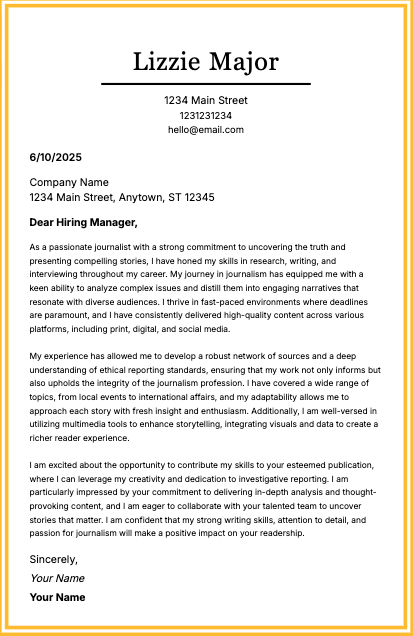 Lizzie Major
1234 Main Street
1231231234
hello@email.com
6/10/2025
Company Name
1234 Main Street, Anytown, ST 12345
Dear Hiring Manager,
As a passionate journalist with a strong commitment to uncovering the truth and
presenting compelling stories, I have honed my skills in research, writing, and
interviewing throughout my career. My journey in journalism has equipped me with a
keen ability to analyze complex issues and distill them into engaging narratives that
resonate with diverse audiences. I thrive in fast-paced environments where deadlines
are paramount, and I have consistently delivered high-quality content across various
platforms, including print, digital, and social media.
My experience has allowed me to develop a robust network of sources and a deep
understanding of ethical reporting standards, ensuring that my work not only informs but
also upholds the integrity of the journalism profession. I have covered a wide range of
topics, from local events to international affairs, and my adaptability allows me to
approach each story with fresh insight and enthusiasm. Additionally, I am well-versed in
utilizing multimedia tools to enhance storytelling, integrating visuals and data to create a
richer reader experience.
I am excited about the opportunity to contribute my skills to your esteemed publication,
where I can leverage my creativity and dedication to investigative reporting. I am
particularly impressed by your commitment to delivering in-depth analysis and thought-
provoking content, and I am eager to collaborate with your talented team to uncover
stories that matter. I am confident that my strong writing skills, attention to detail, and
passion for journalism will make a positive impact on your readership.
Sincerely,
Your Name
Your Name